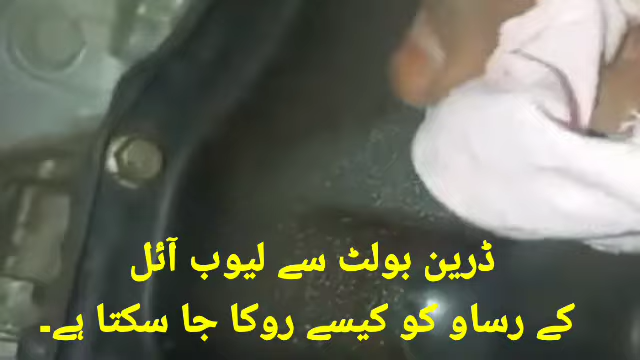 ڈرین بولٹ سے لیوب آئل
کے رساو کو کیسے روکا جا سکتا ہے۔